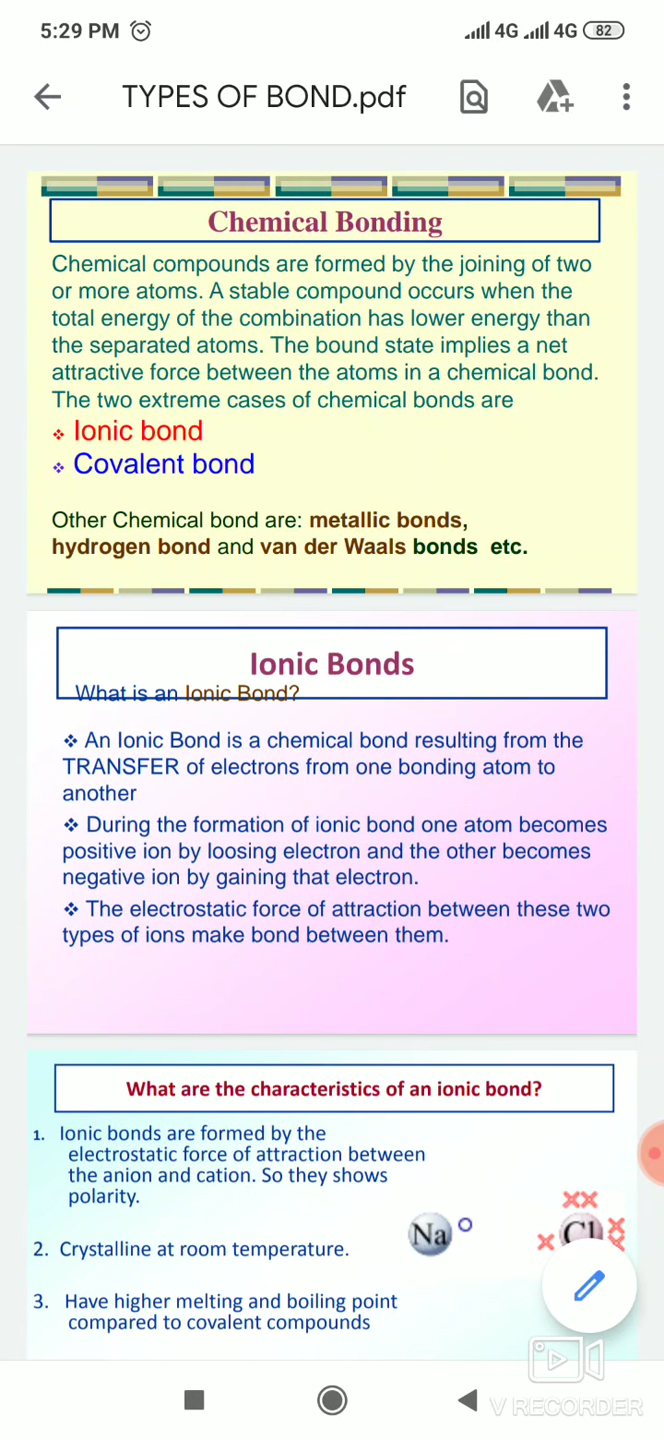 5:29 PM
4G 4G 82
TYPES OF BOND.pdf
Chemical Bonding
Chemical compounds are formed by the joining of two
or more atoms. A stable compound occurs when the
total energy of the combination has lower energy than
the separated atoms. The bound state implies a net
attractive force between the atoms in a chemical bond.
The two extreme cases of chemical bonds are
❖ Ionic bond
❖ Covalent bond
Other Chemical bond are: metallic bonds,
hydrogen bond and van der Waals bonds etc.
Ionic Bonds
What is an Ionic Bond?
❖ An Ionic Bond is a chemical bond resulting from the
TRANSFER of electrons from one bonding atom to
another
❖ During the formation of ionic bond one atom becomes
positive ion by loosing electron and the other becomes
negative ion by gaining that electron.
❖ The electrostatic force of attraction between these two
types of ions make bond between them.
What are the characteristics of an ionic bond?
1. Ionic bonds are formed by the
electrostatic force of attraction between
the anion and cation. So they shows
polarity.
Na Cl
2. Crystalline at room temperature.
3. Have higher melting and boiling point
compared to covalent compounds
V RECORDER